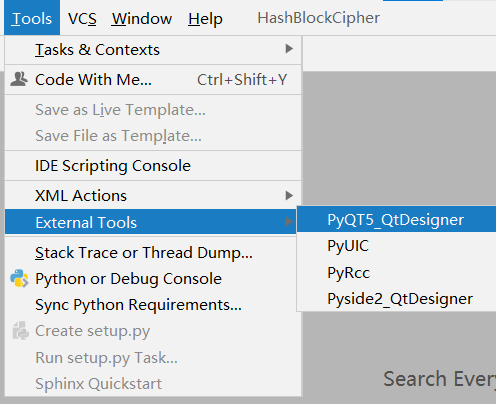 Tools VCS Window Help HashBlockCipher
Tasks & Contexts
Code With Me... Ctrl+Shift+Y
Save as Live Template...
Save File as Template...
IDE Scripting Console
XML Actions
External Tools
PyQT5_QtDesigner
PyUIC
PyRcc
Pyside2_QtDesigner
Stack Trace or Thread Dump...
Python or Debug Console
Sync Python Requirements...
Create setup.py
Run setup.py Task...
Sphinx Quickstart
Search Every